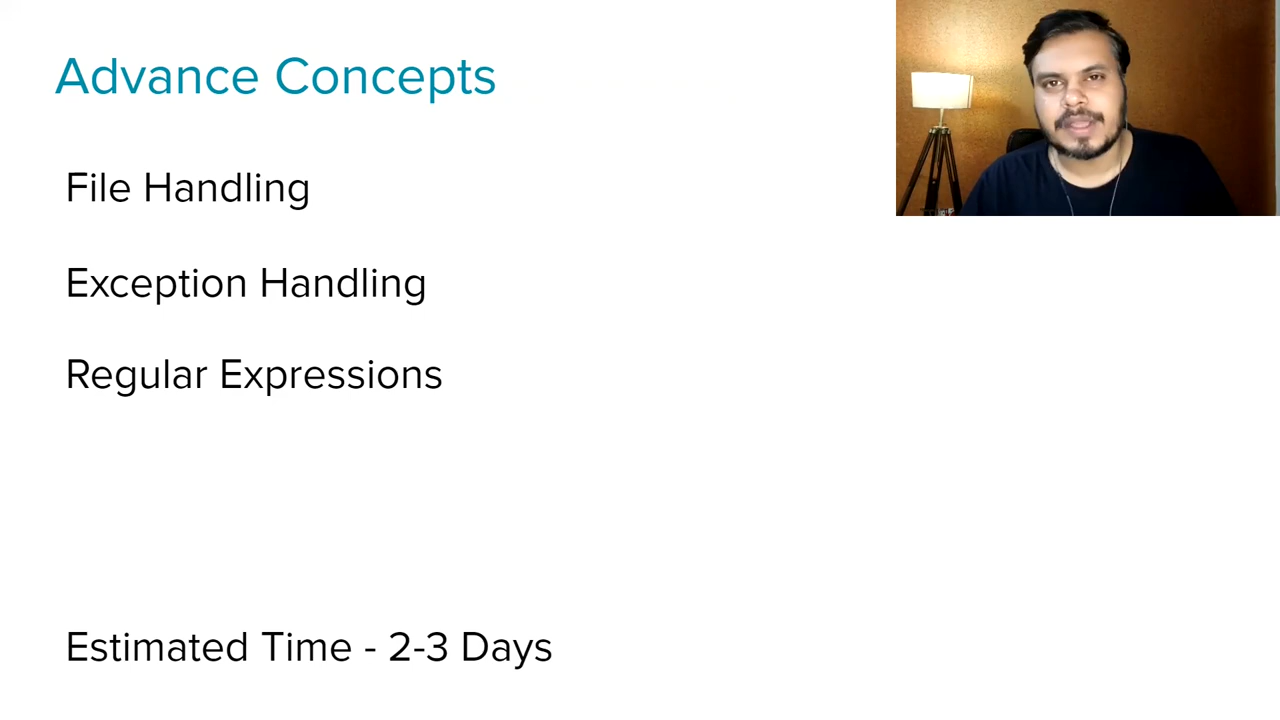 Advance Concepts
File Handling
Exception Handling
Regular Expressions
Estimated Time - 2-3 Days